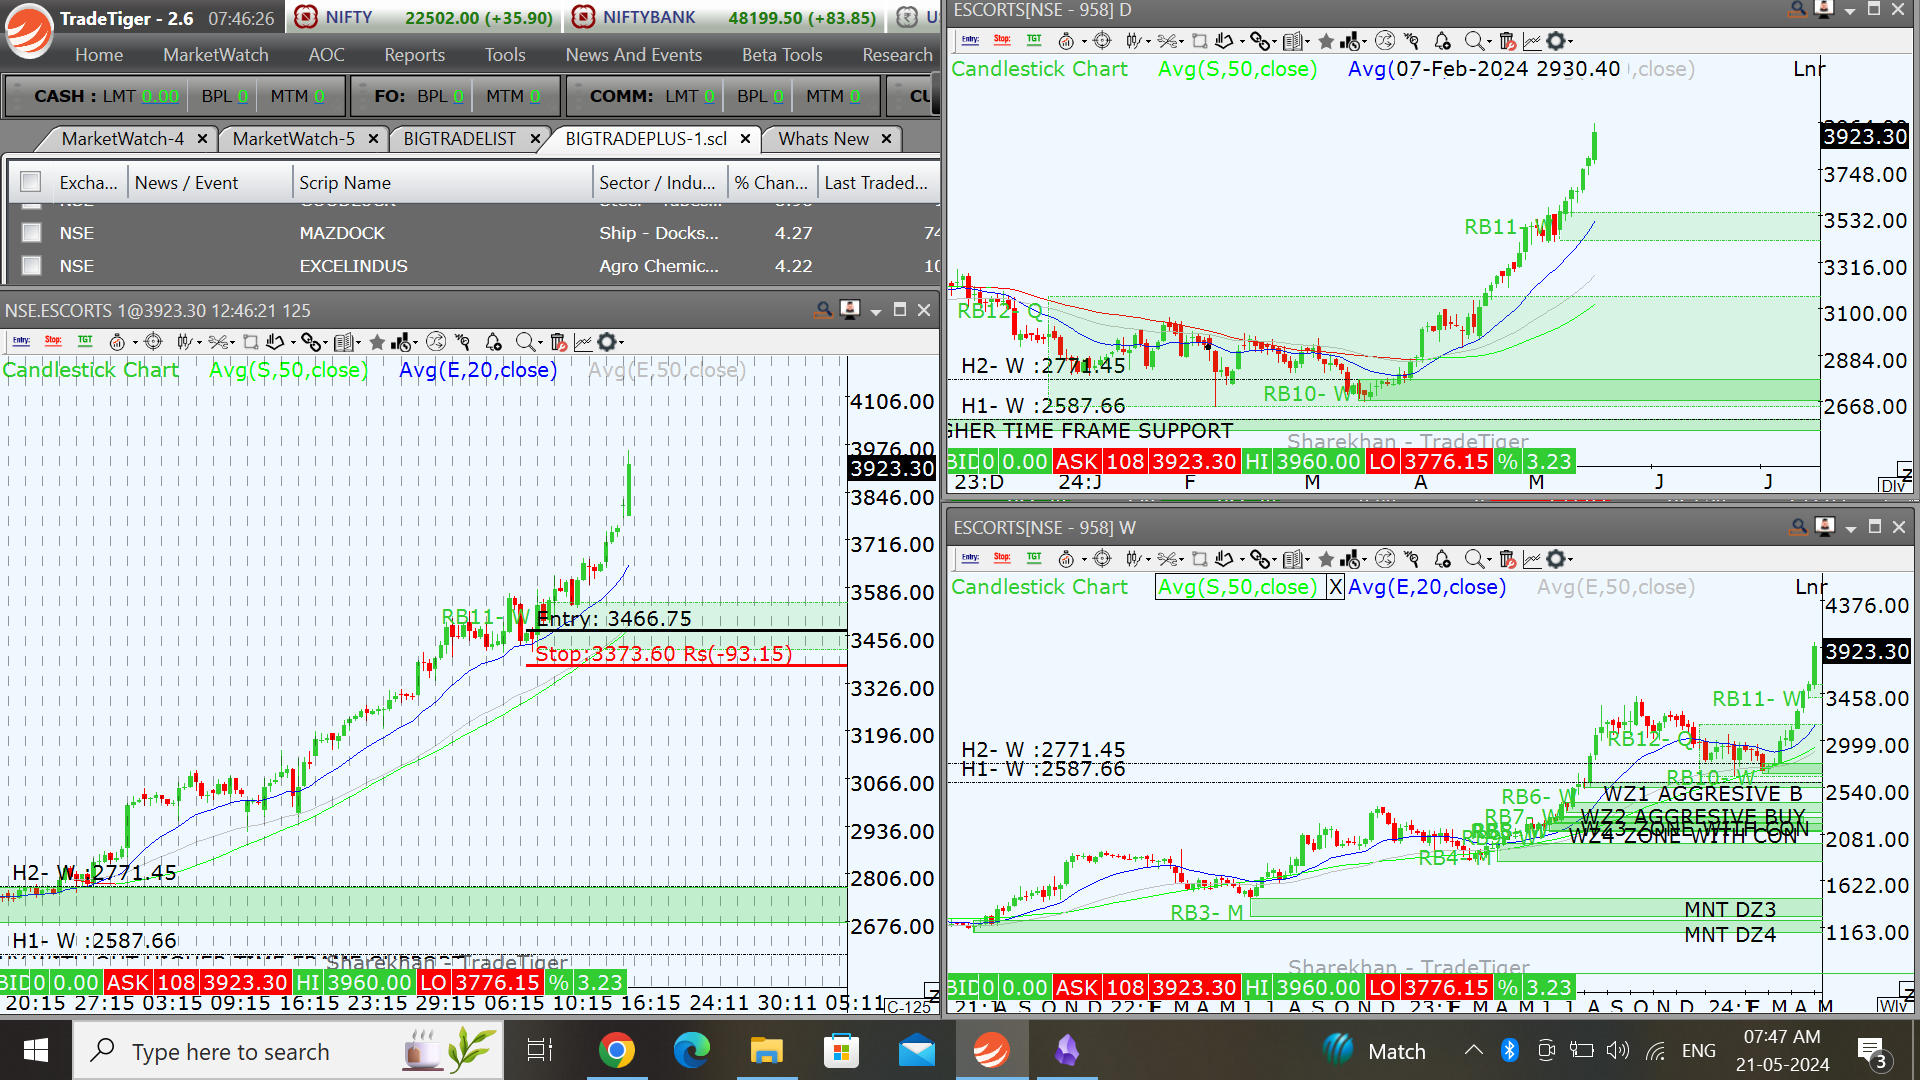 TradeTiger - 2.6 07:46:26 NIFTY 22502.00 (+35.90) NIFTYBANK 48199.50 (+83.85)
Home MarketWatch AOC Reports Tools News And Events Beta Tools Research
CASH : LMT 0.00 BPL 0 MTM 0 FO: BPL 0 MTM 0 COMM: LMT 0 BPL 0 MTM 0
MarketWatch-4 MarketWatch-5 BIGTRADELIST BIGTRADEPLUS-1.scl Whats New
Excha... News / Event Scrip Name Sector / Indu... % Chan... Last Traded...
NSE MAZDOCK Ship - Docks... 4.27 74
NSE EXCELINDUS Agro Chemic... 4.22 10
NSE.ESCORTS 1@3923.30 12:46:21 125
Entry: Stop: TGT
Candlestick Chart Avg(S,50,close) Avg(E,20,close) Avg(E,50,close)
4106.00
3976.00
3923.30
3846.00
3716.00
3586.00
3456.00
3326.00
3196.00
3066.00
2936.00
2806.00
2676.00
RB11- W
Entry: 3466.75
Stop:3373.60 Rs(-93.15)
H2- W :2771.45
H1- W :2587.66
Sharekhan - TradeTiger
BID 0 0.00 ASK 108 3923.30 HI 3960.00 LO 3776.15 % 3.23
20:15 27:15 03:15 09:15 16:15 23:15 29:15 06:15 10:15 16:15 24:11 30:11 05:11
C-125
ESCORTS[NSE - 958] D
Entry: Stop: TGT
Candlestick Chart Avg(S,50,close) Avg(07-Feb-2024 2930.40 ,close) Lnr
3923.30
3748.00
3532.00
3316.00
3100.00
2884.00
2668.00
RB11- W
RB12- Q
H2- W :2771.45
RB10- W
H1- W :2587.66
GHER TIME FRAME SUPPORT
Sharekhan - TradeTiger
BID 0 0.00 ASK 108 3923.30 HI 3960.00 LO 3776.15 % 3.23
23:D 24:J F M A M J J
DIv
ESCORTS[NSE - 958] W
Entry: Stop: TGT
Candlestick Chart Avg(S,50,close) X Avg(E,20,close) Avg(E,50,close) Lnr
4376.00
3923.30
3458.00
2999.00
2540.00
2081.00
1622.00
1163.00
RB11- W
RB12- Q
H2- W :2771.45
H1- W :2587.66
RB10- W
WZ1 AGGRESIVE B
RB6- W
RB7- W
WZ2 AGGRESIVE BUY
WZ3 ZONE WITH CON
WZ4 ZONE WITH CON
RB4- M
RB3- M
MNT DZ3
MNT DZ4
Sharekhan - TradeTiger
BID 0 0.00 ASK 108 3923.30 HI 3960.00 LO 3776.15 % 3.23
WIv
Type here to search
Match
ENG
07:47 AM
21-05-2024
3